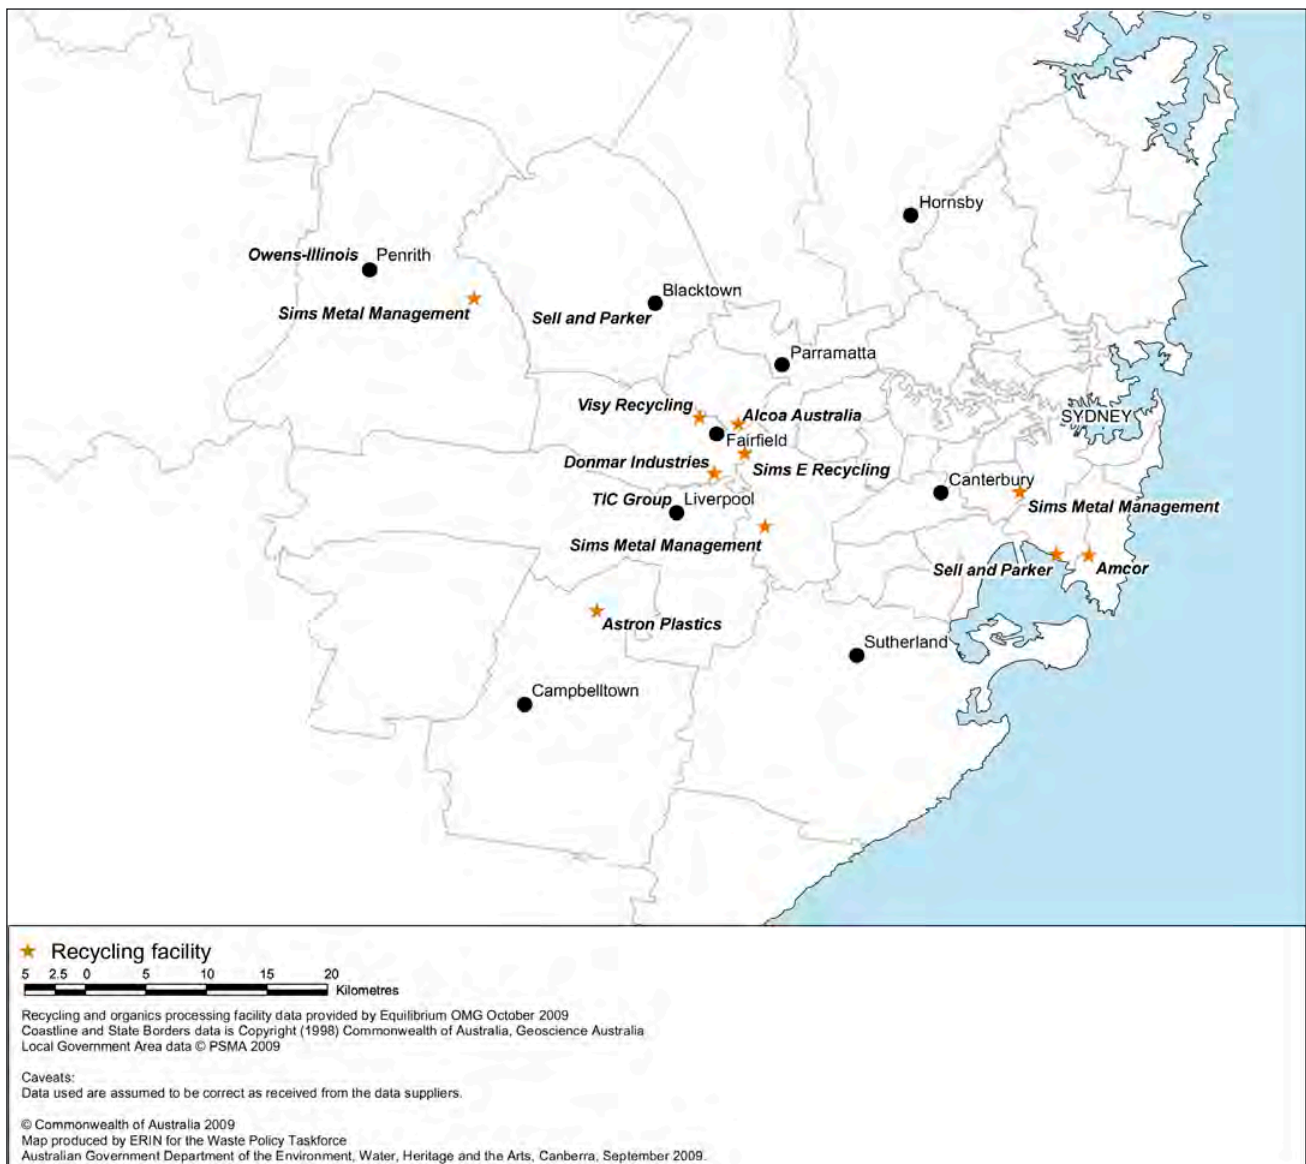 Hornsby
Owens-Illinois
Penrith
Sims Metal Management
Blacktown
Sell and Parker
Parramatta
Visy Recycling
Alcoa Australia
SYDNEY
Fairfield
Donmar Industries
Sims E Recycling
Canterbury
TIC Group
Liverpool
Sims Metal Management
Sims Metal Management
Sell and Parker
Amcor
Astron Plastics
Sutherland
Campbelltown
Recycling facility
5 2.5 0 5 10 15 20
Kilometres
Recycling and organics processing facility data provided by Equilibrium OMG October 2009
Coastline and State Borders data is Copyright (1998) Commonwealth of Australia, Geoscience Australia
Local Government Area data © PSMA 2009
Caveats:
Data used are assumed to be correct as received from the data suppliers.
© Commonwealth of Australia 2009
Map produced by ERIN for the Waste Policy Taskforce
Australian Government Department of the Environment, Water, Heritage and the Arts, Canberra, September 2009.